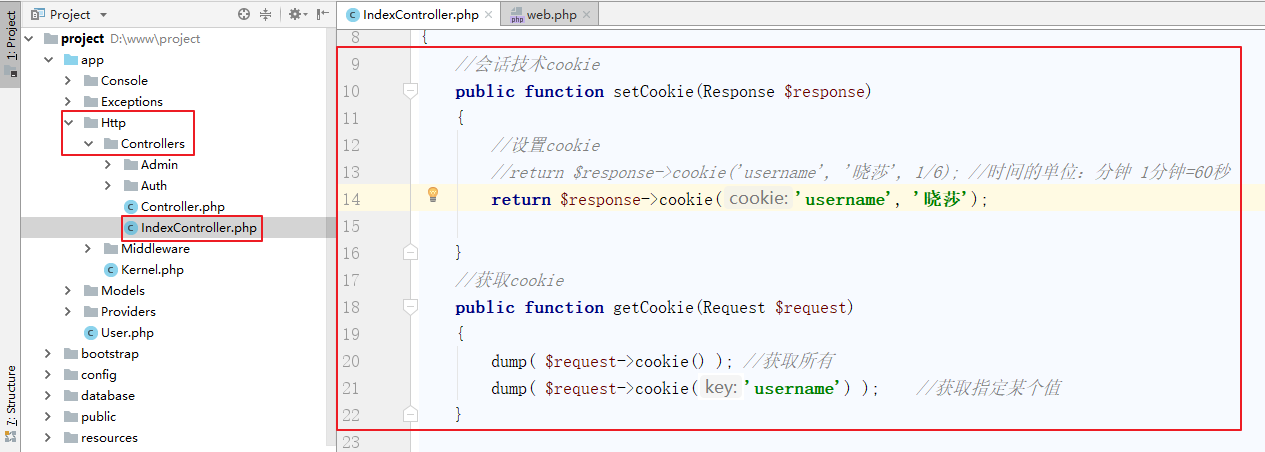 1: Project
7: Structure
Project
project D:\www\project
app
Console
Exceptions
Http
Controllers
Admin
Auth
Controller.php
IndexController.php
Middleware
Kernel.php
Models
Providers
User.php
bootstrap
config
database
public
resources
IndexController.php
web.php
8 {
9 //会话技术cookie
10 public function setCookie(Response $response)
11 {
12 //设置cookie
13 //return $response->cookie('username', '晓莎', 1/6); //时间的单位：分钟 1分钟=60秒
14 return $response->cookie( cookie: 'username', '晓莎');
15
16 }
17 //获取cookie
18 public function getCookie(Request $request)
19 {
20 dump( $request->cookie() ); //获取所有
21 dump( $request->cookie( key: 'username') ); //获取指定某个值
22 }
23